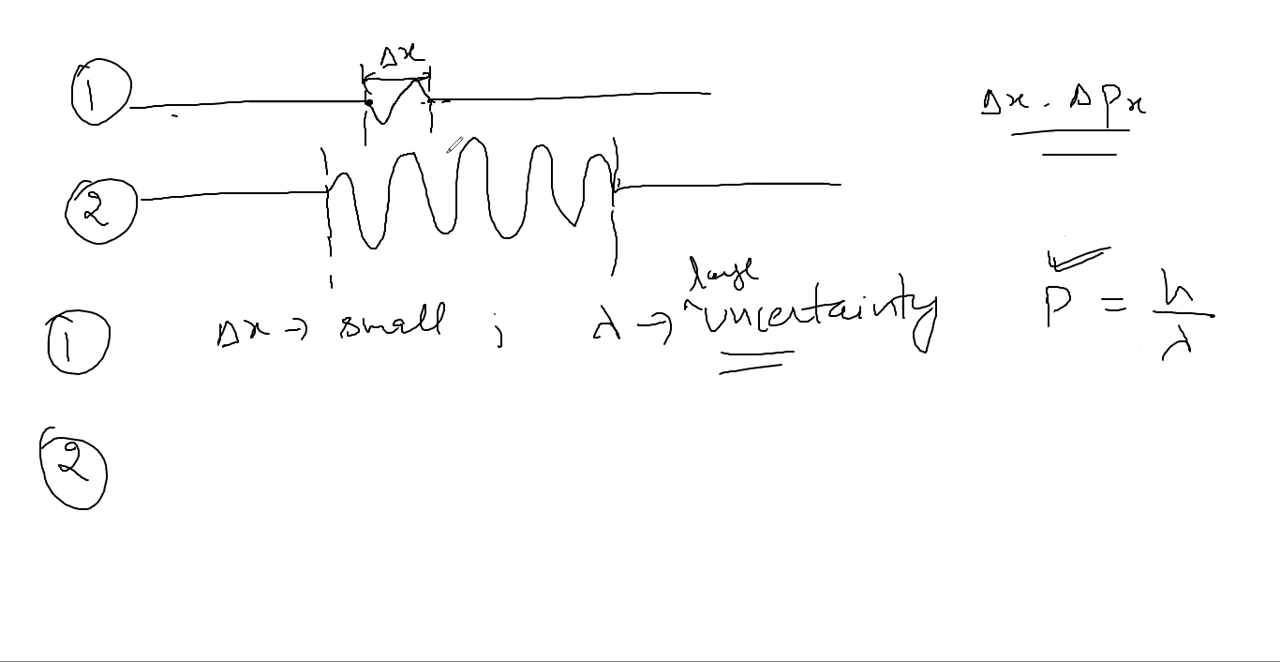 Δx
1
Δx . Δpx
2
large
1 Δx → small ; λ → uncertainty
P = h/λ
2